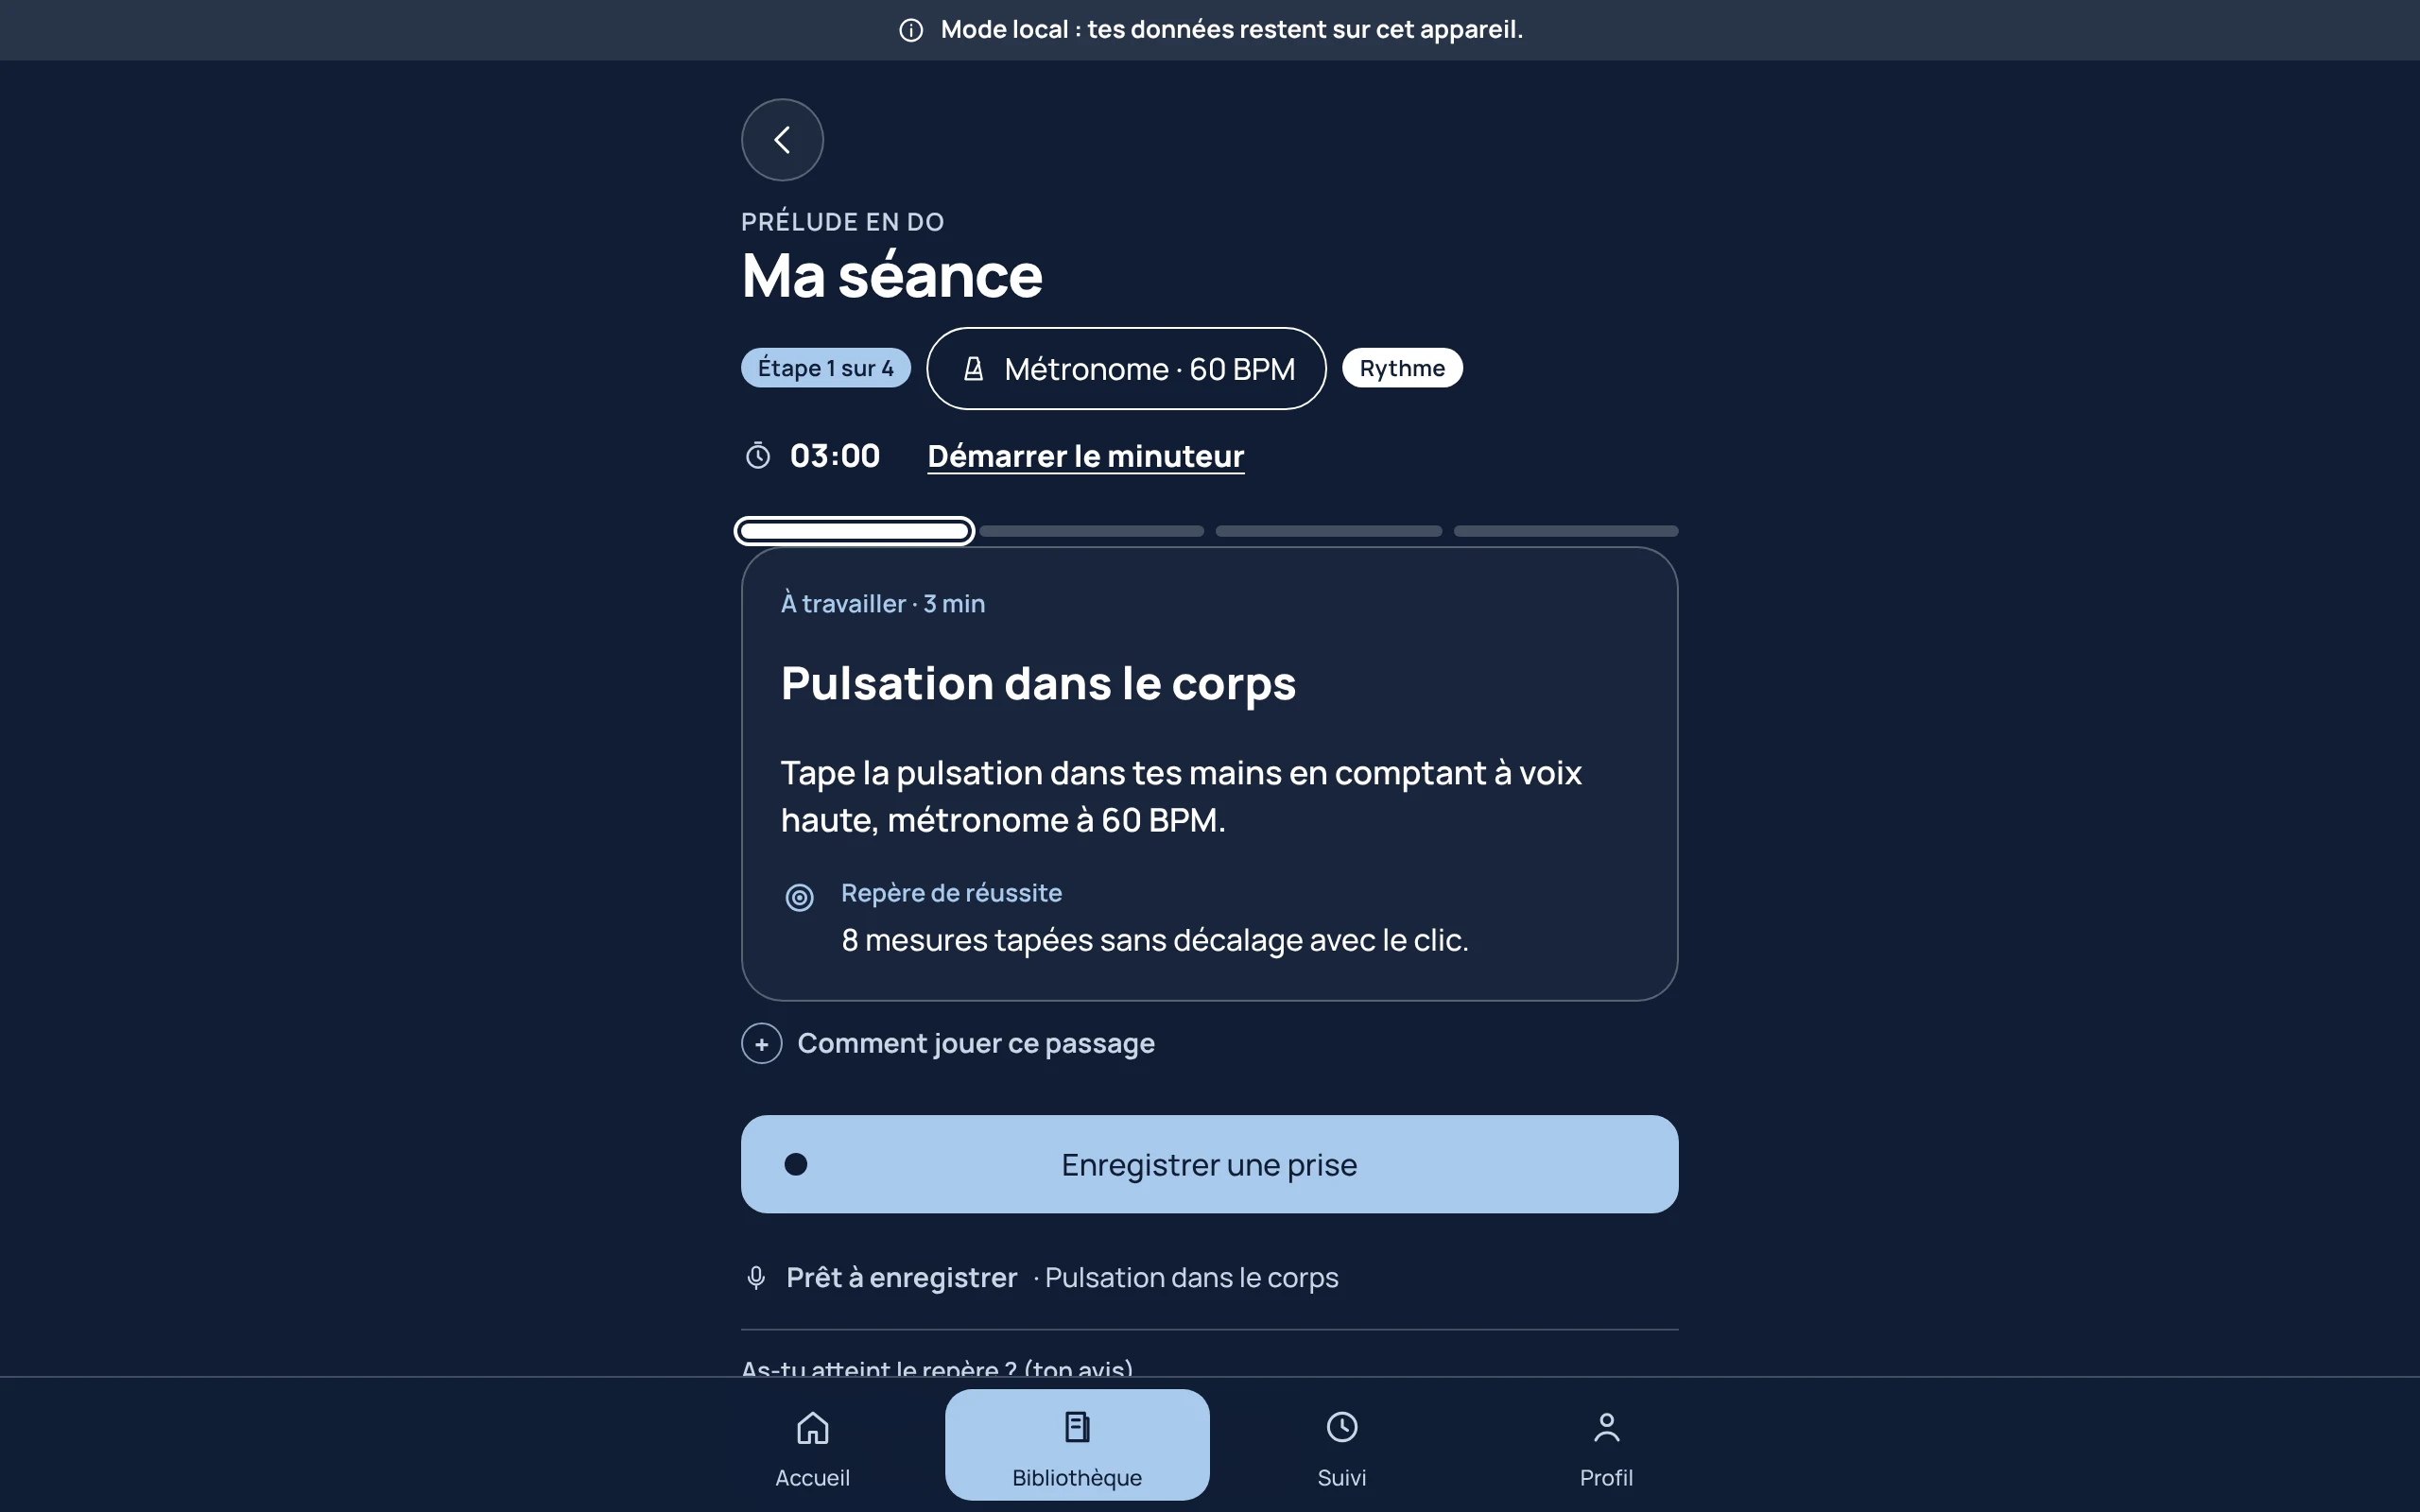 Mode local : tes données restent sur cet appareil.
PRÉLUDE EN DO
Ma séance
Étape 1 sur 4
Métronome · 60 BPM
Rythme
03:00
Démarrer le minuteur
À travailler · 3 min
Pulsation dans le corps
Tape la pulsation dans tes mains en comptant à voix
haute, métronome à 60 BPM.
Repère de réussite
8 mesures tapées sans décalage avec le clic.
Comment jouer ce passage
Enregistrer une prise
Prêt à enregistrer · Pulsation dans le corps
As-tu atteint le repère ? (ton avis)
Accueil
Bibliothèque
Suivi
Profil